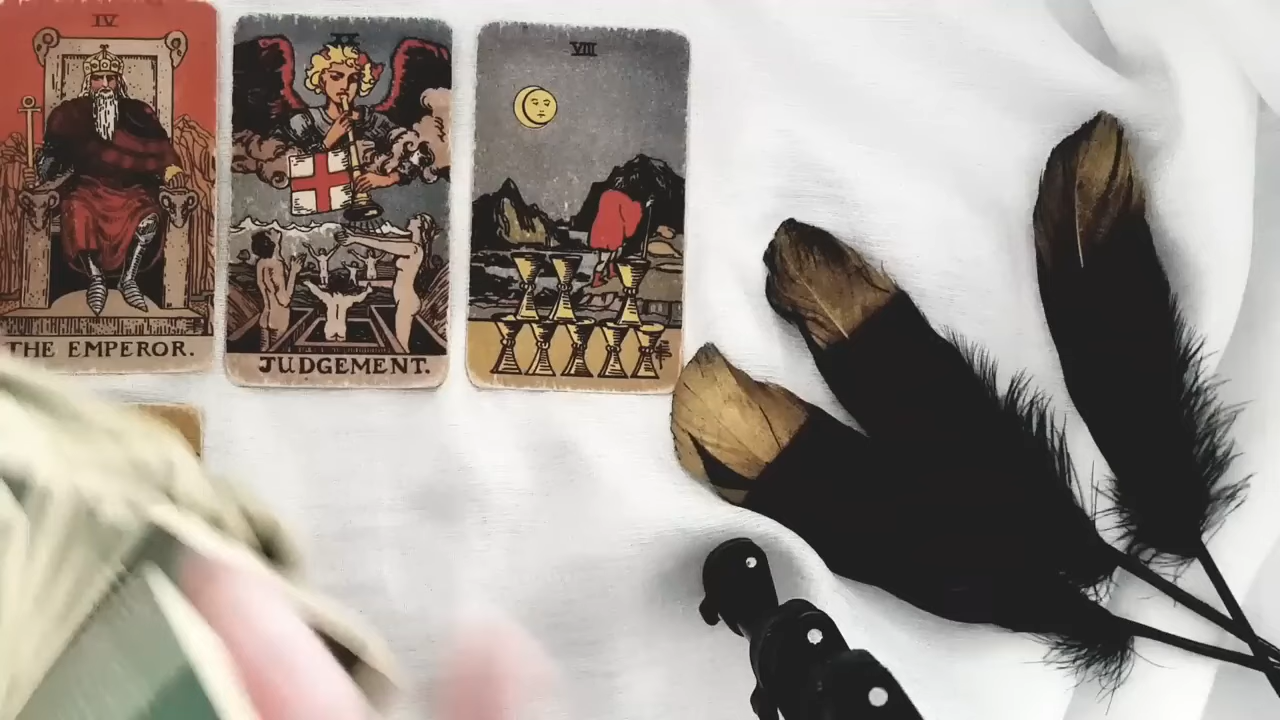 IV
XX
VIII
THE EMPEROR.
JUDGEMENT.